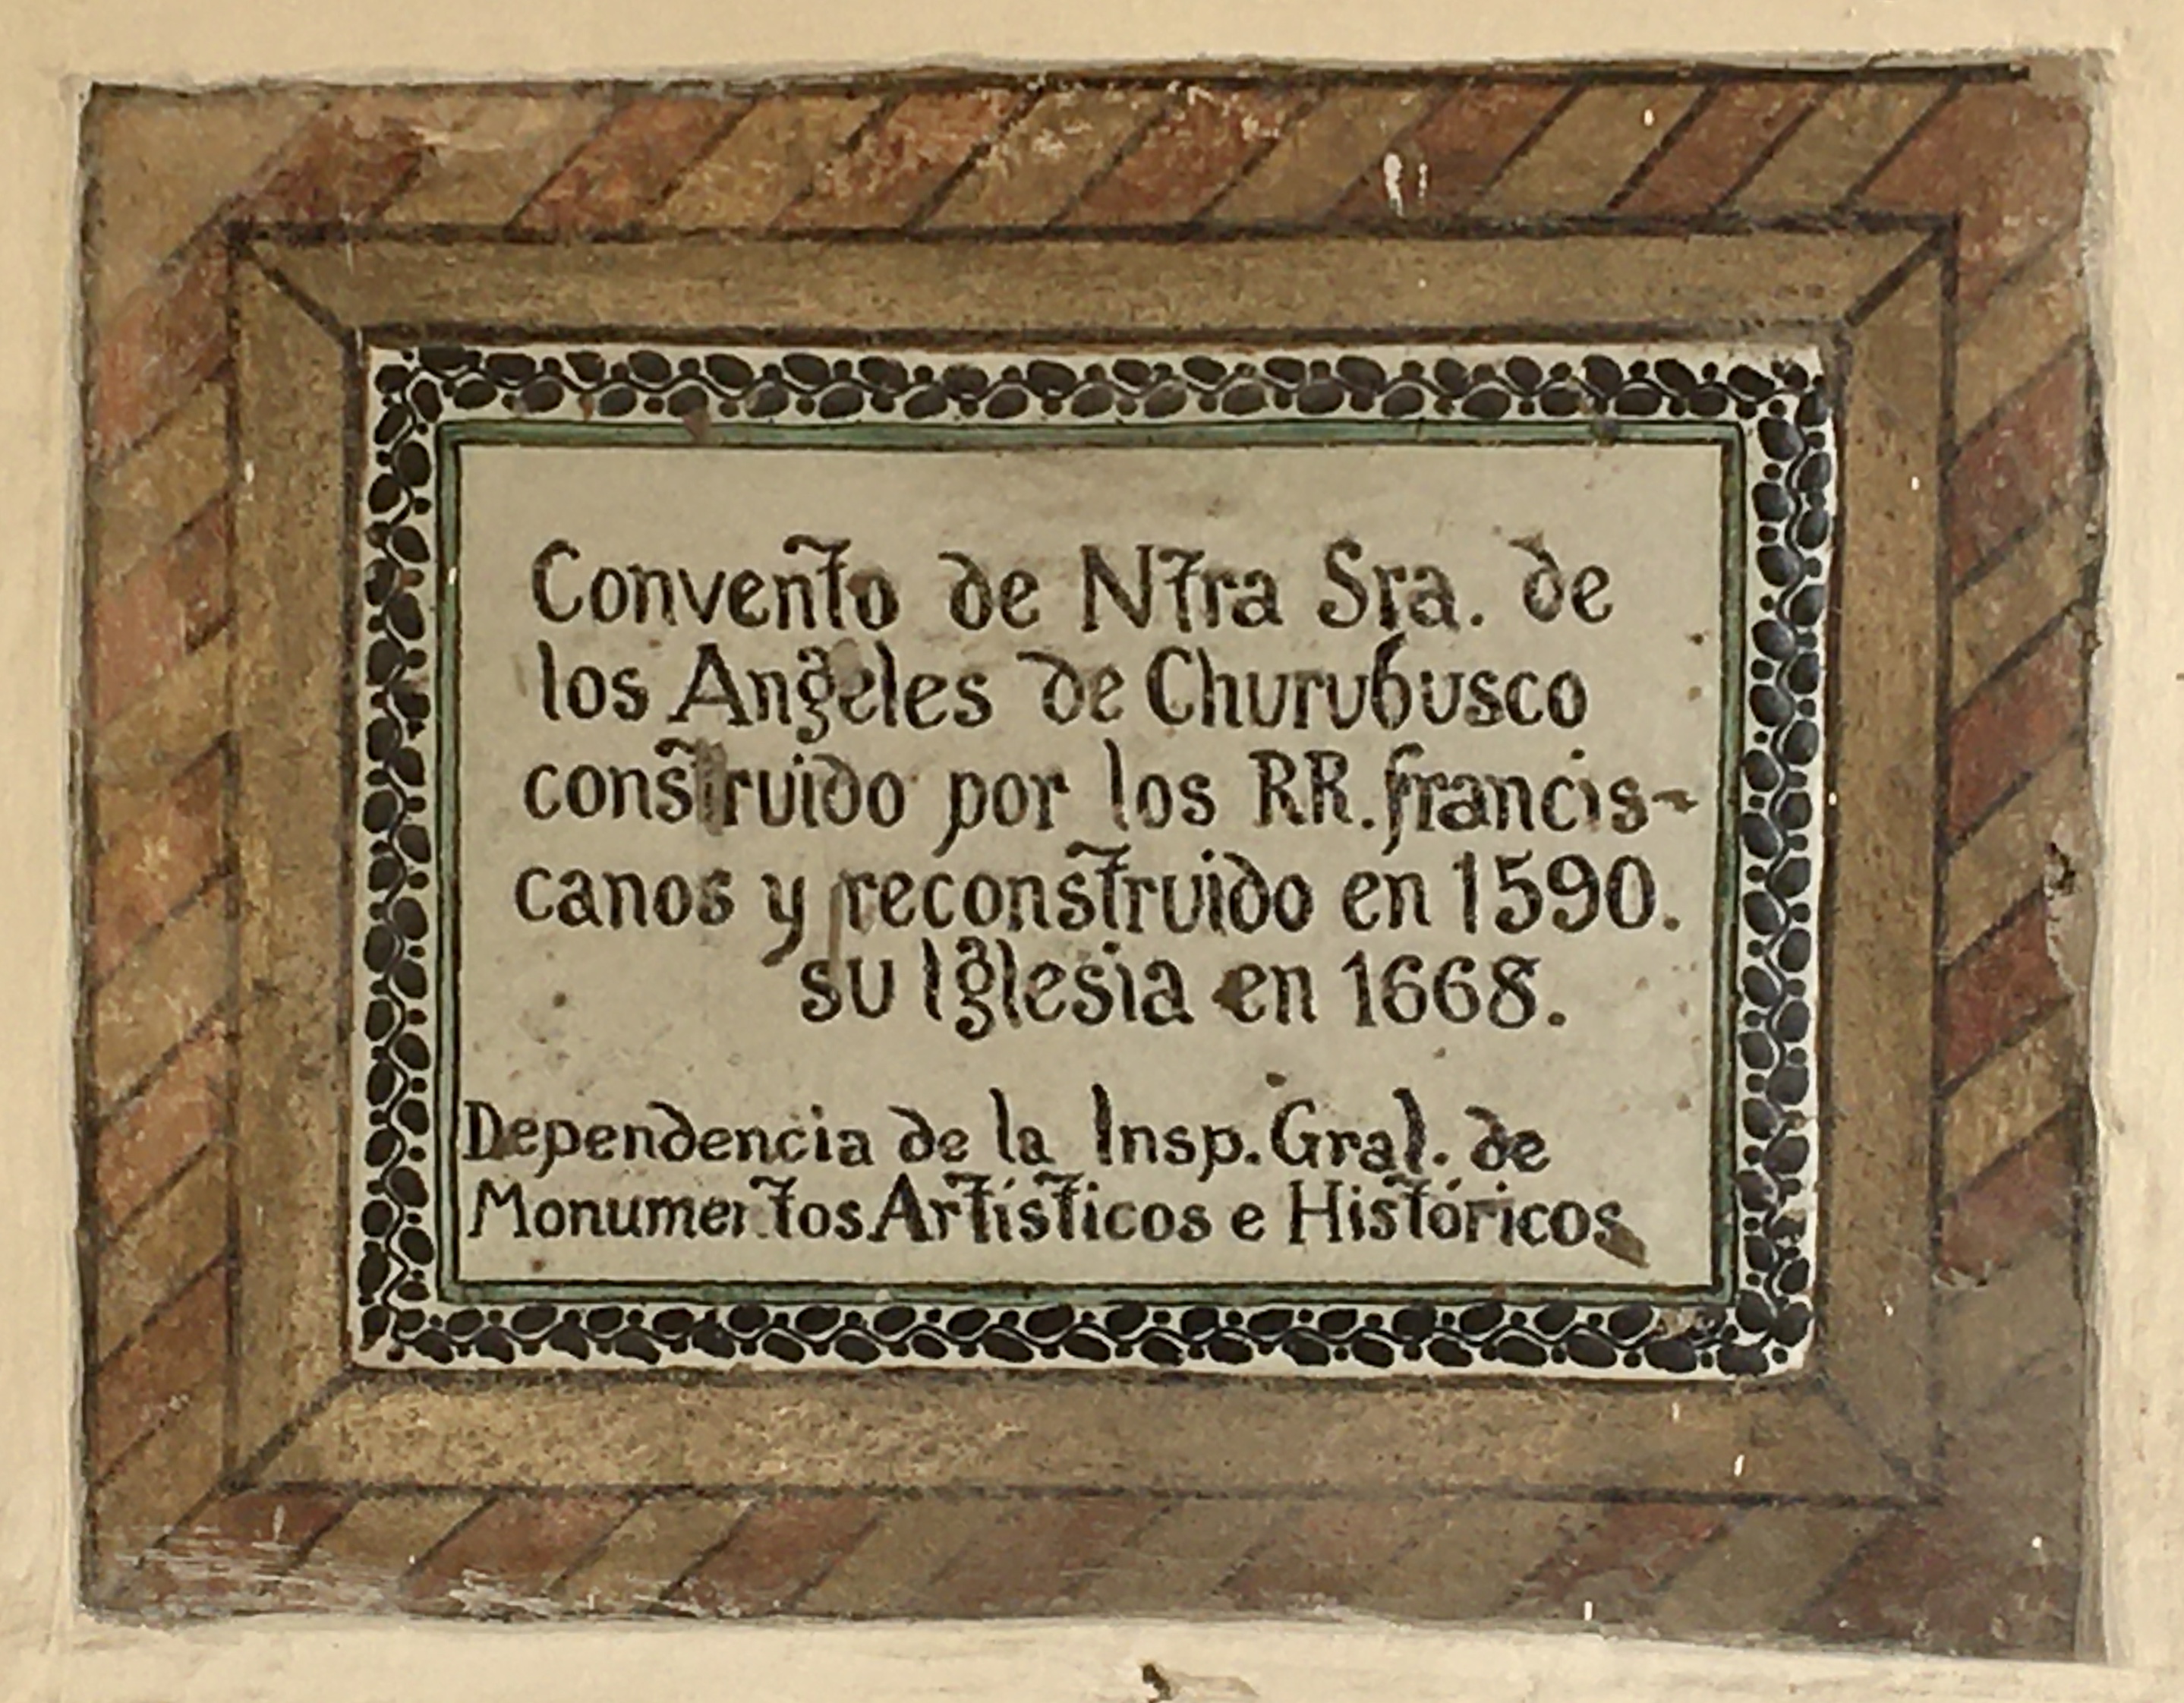 Convento de Ntra Sra. de
los Angeles de Churubusco
construido por los RR. francis-
canos y reconstruido en 1590.
su Iglesia en 1668.
Dependencia de la Insp. Gral. de
Monumentos Artísticos e Históricos